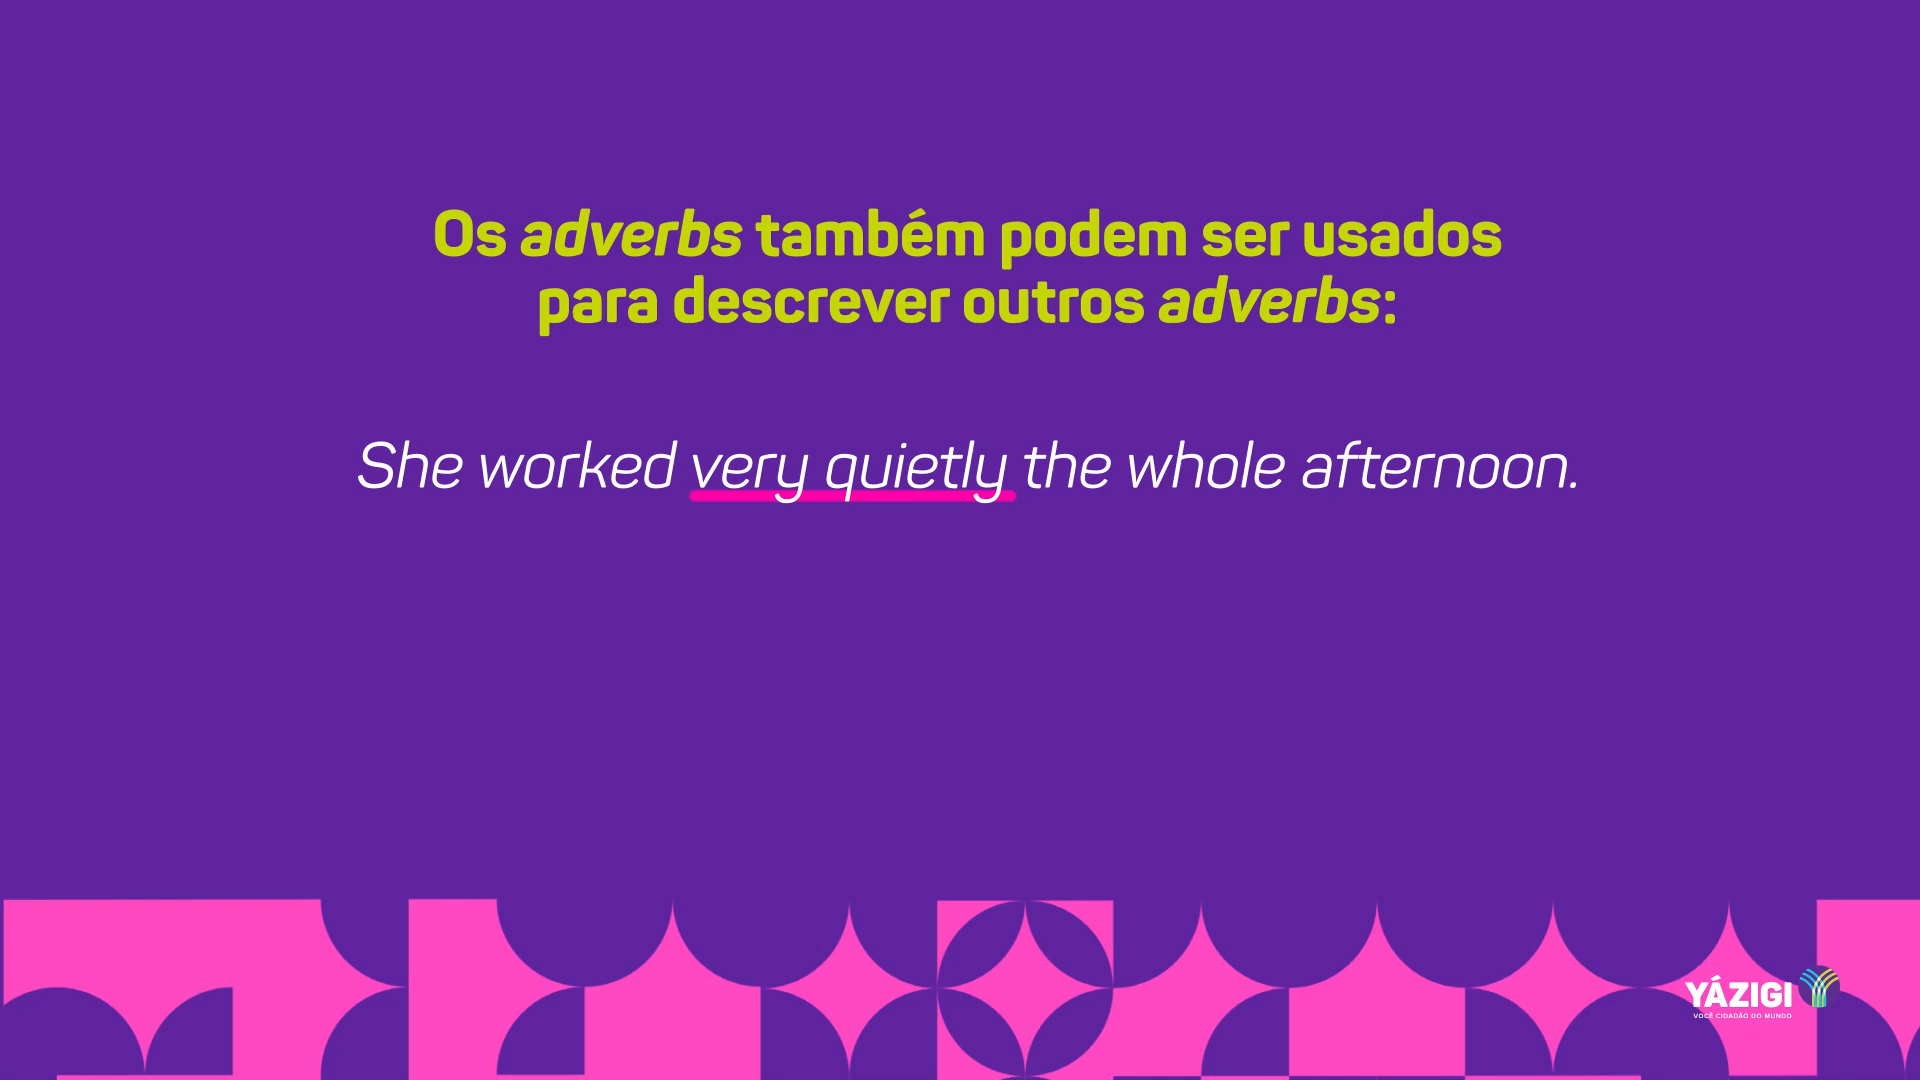 Os adverbs também podem ser usados
para descrever outros adverbs:
She worked very quietly the whole afternoon.
YÁZIGI
VOCÊ CIDADÃO DO MUNDO